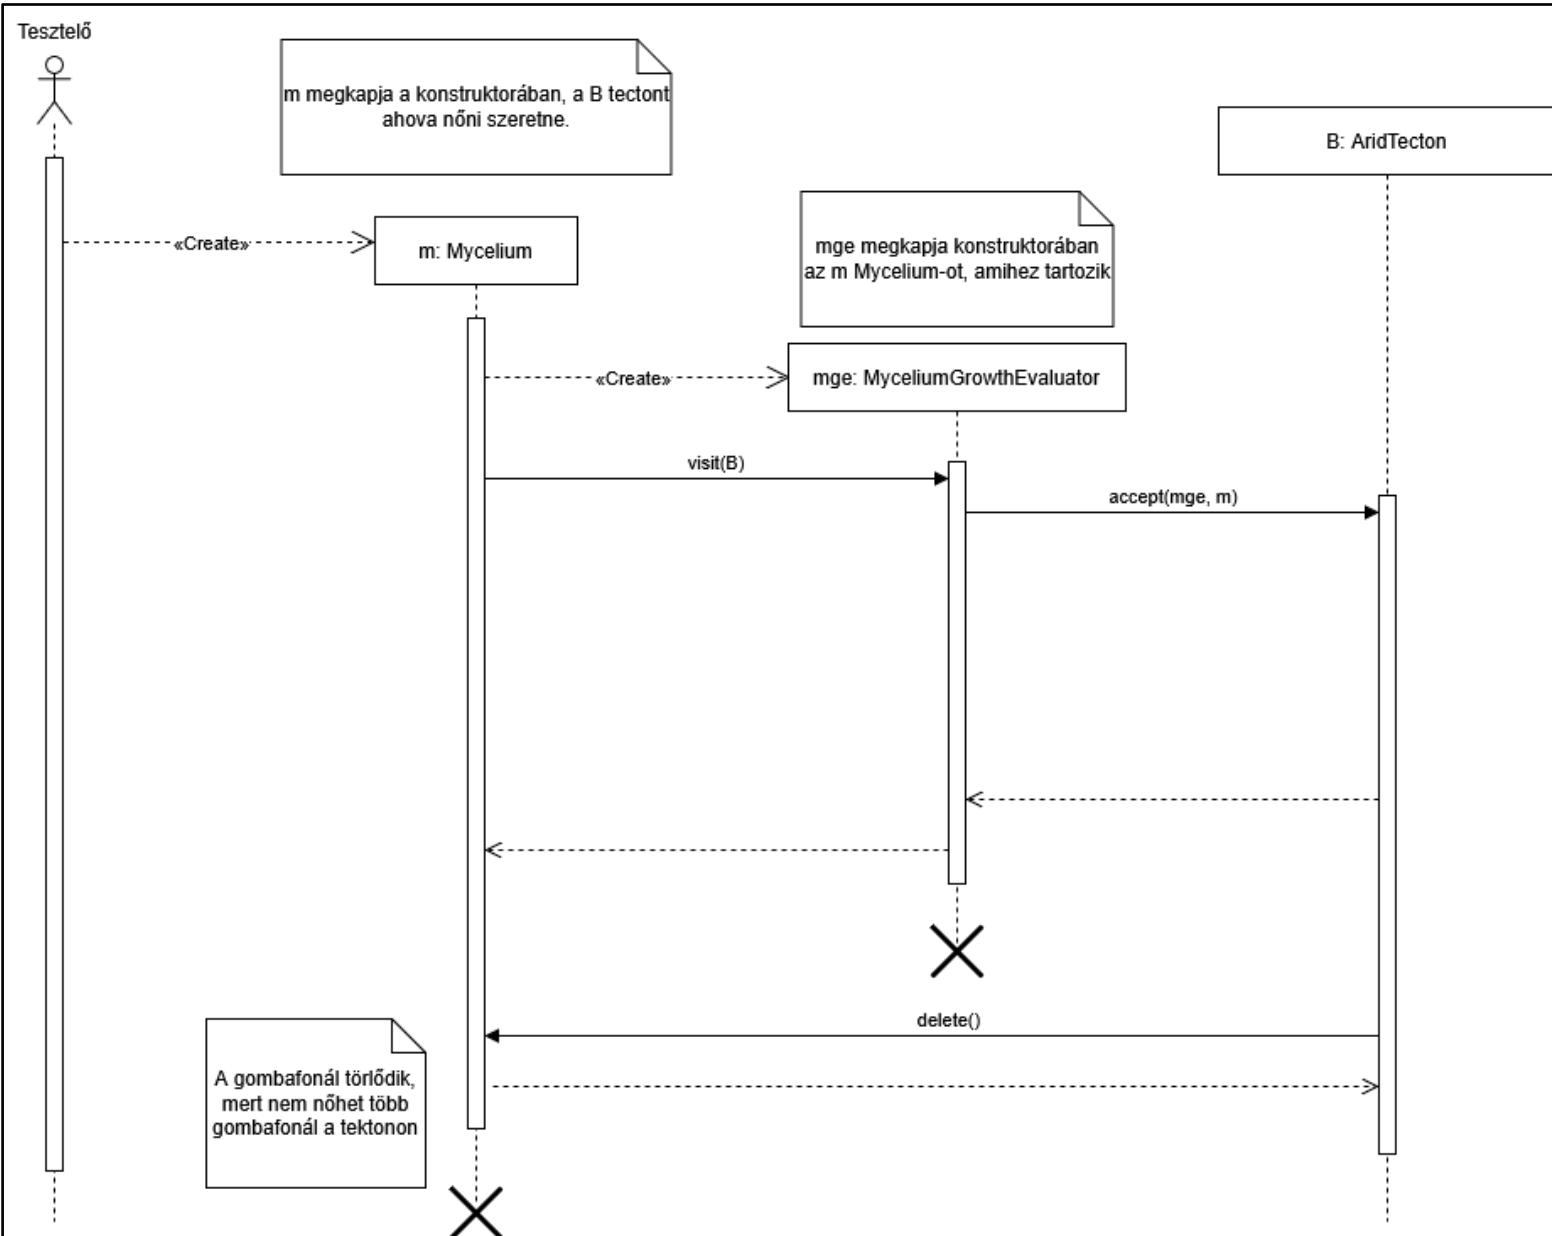 Tesztelő
m megkapja a konstruktorában, a B tectont
ahova nőni szeretne.
B: AridTecton
«Create»
m: Mycelium
mge megkapja konstruktorában
az m Mycelium-ot, amihez tartozik
«Create»
mge: MyceliumGrowthEvaluator
visit(B)
accept(mge, m)
delete()
A gombafonál törlődik,
mert nem nőhet több
gombafonál a tektonon